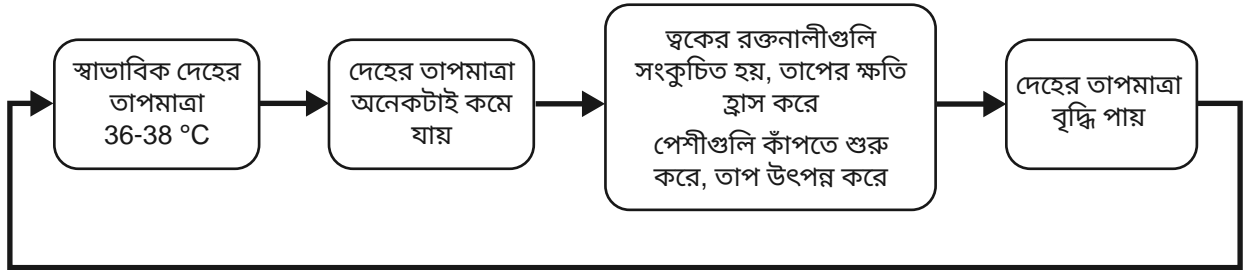 স্বাভাবিক দেহের
তাপমাত্রা
36-38 °C
দেহের তাপমাত্রা
অনেকটাই কমে
যায়
ত্বকের রক্তনালীগুলি
সংকুচিত হয়, তাপের ক্ষতি
হ্রাস করে
পেশীগুলি কাঁপতে শুরু
করে, তাপ উৎপন্ন করে
দেহের তাপমাত্রা
বৃদ্ধি পায়